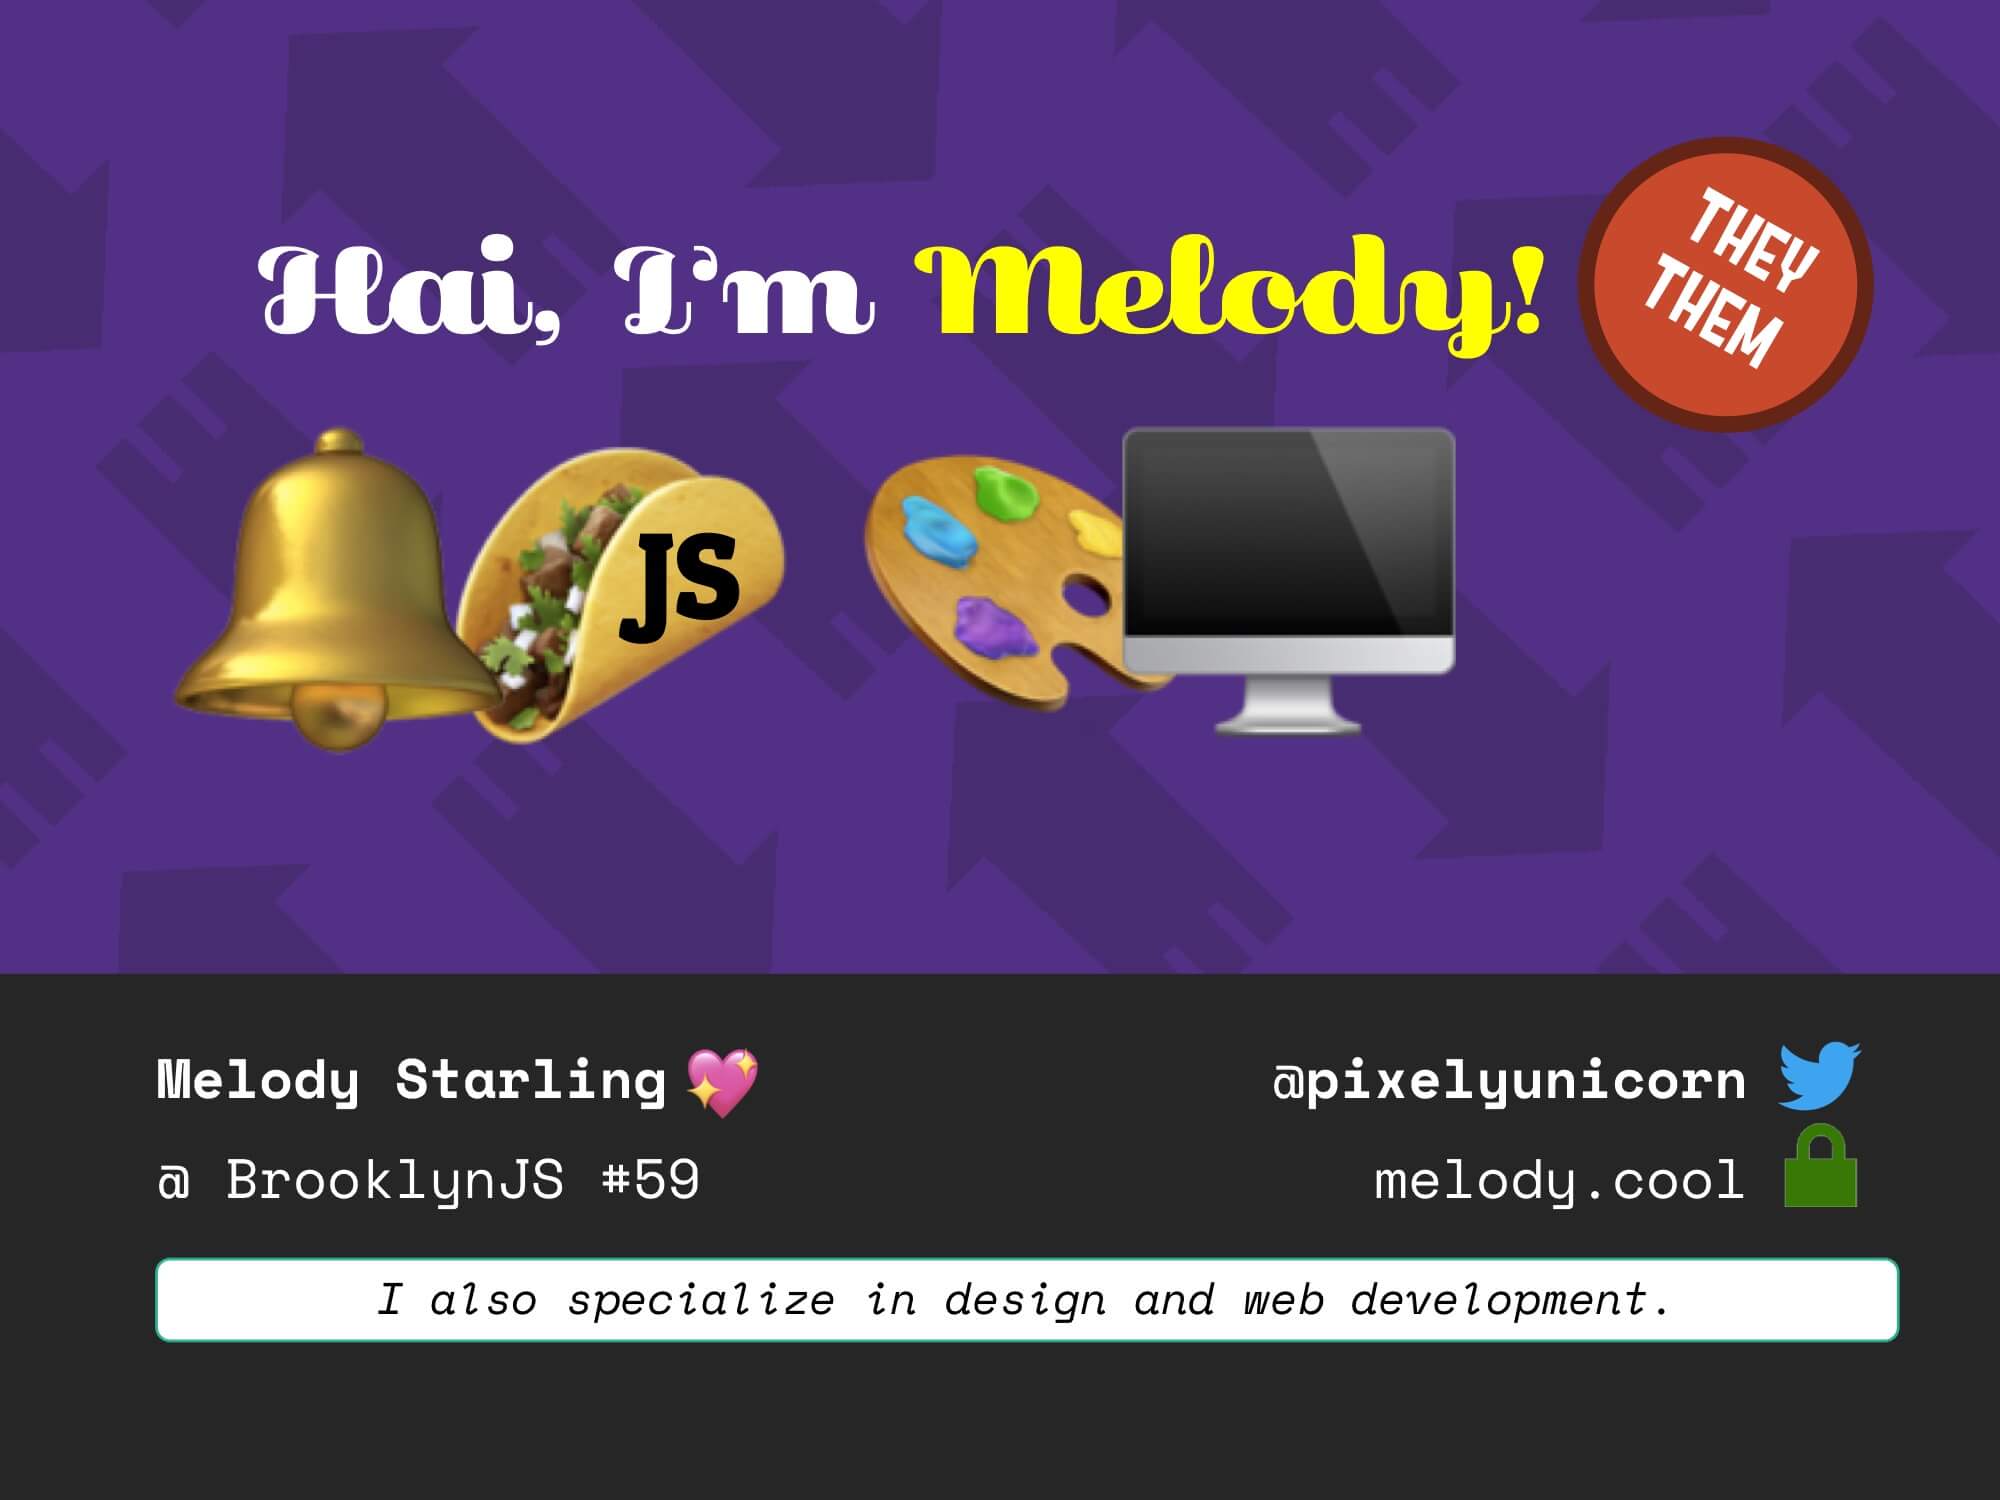 Hai, I'm Melody!
THEY
THEM
JS
Melody Starling
@pixelyunicorn
@ BrooklynJS #59
melody.cool
I also specialize in design and web development.